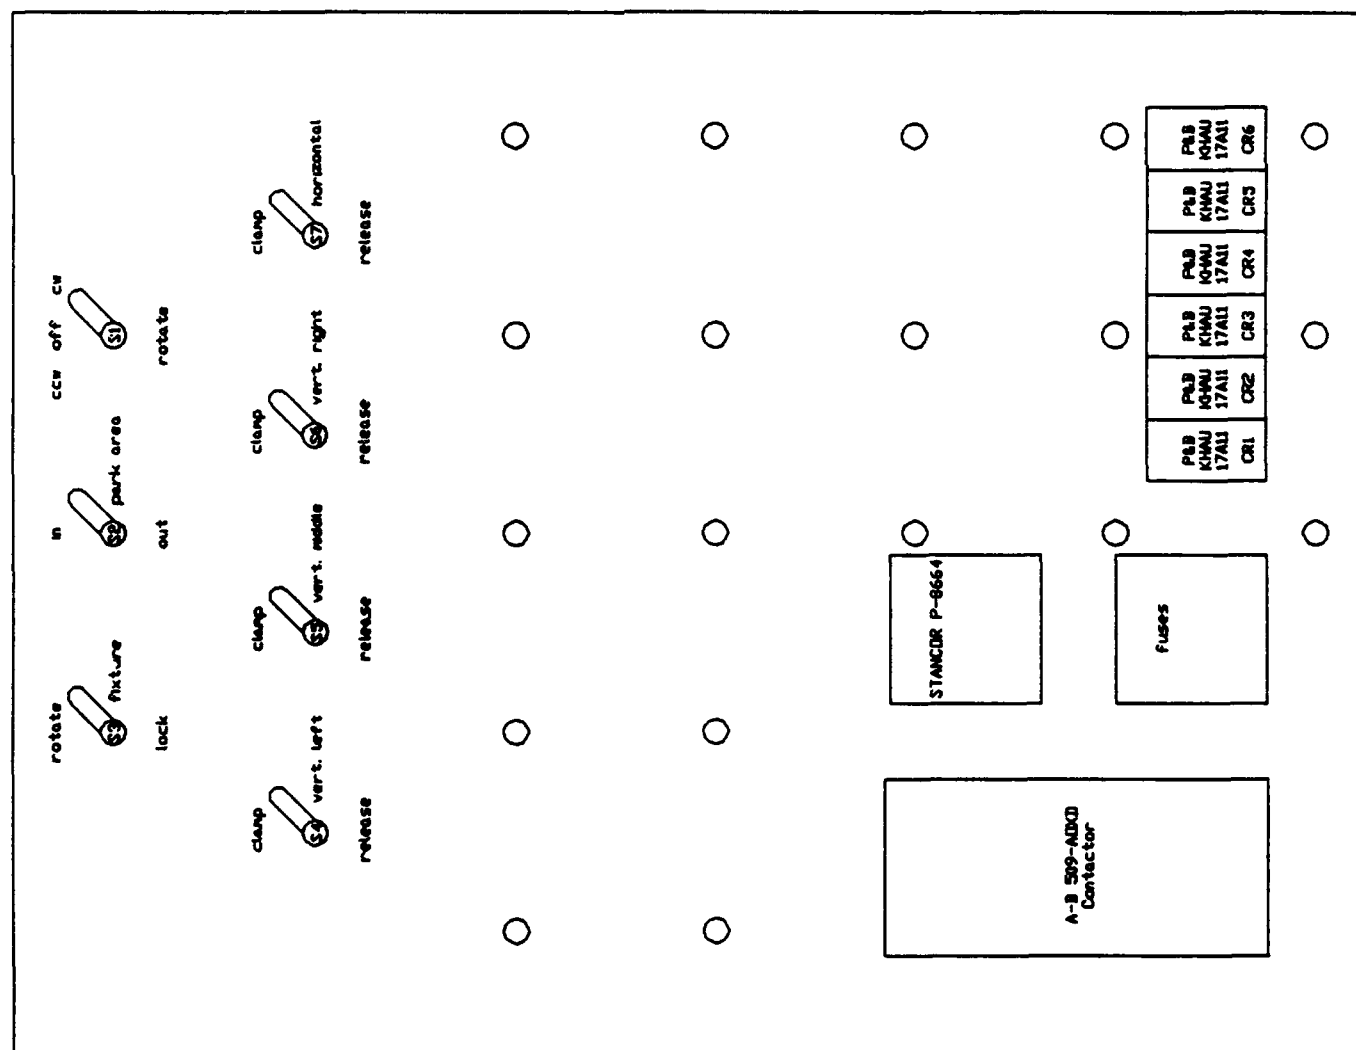 rotate
in
ccw off cw
S3 fixture
S2 park area
S1
lock
out
rotate
clamp
clamp
clamp
clamp
S4 vert. left
S5 vert. middle
S6 vert. right
S7 horizontal
release
release
release
release
STANCOR P-8664
A-B 509-AOXD
Contactor
fuses
P&B
KHAU
17A11
CR1
P&B
KHAU
17A11
CR2
P&B
KHAU
17A11
CR3
P&B
KHAU
17A11
CR4
P&B
KHAU
17A11
CR5
P&B
KHAU
17A11
CR6